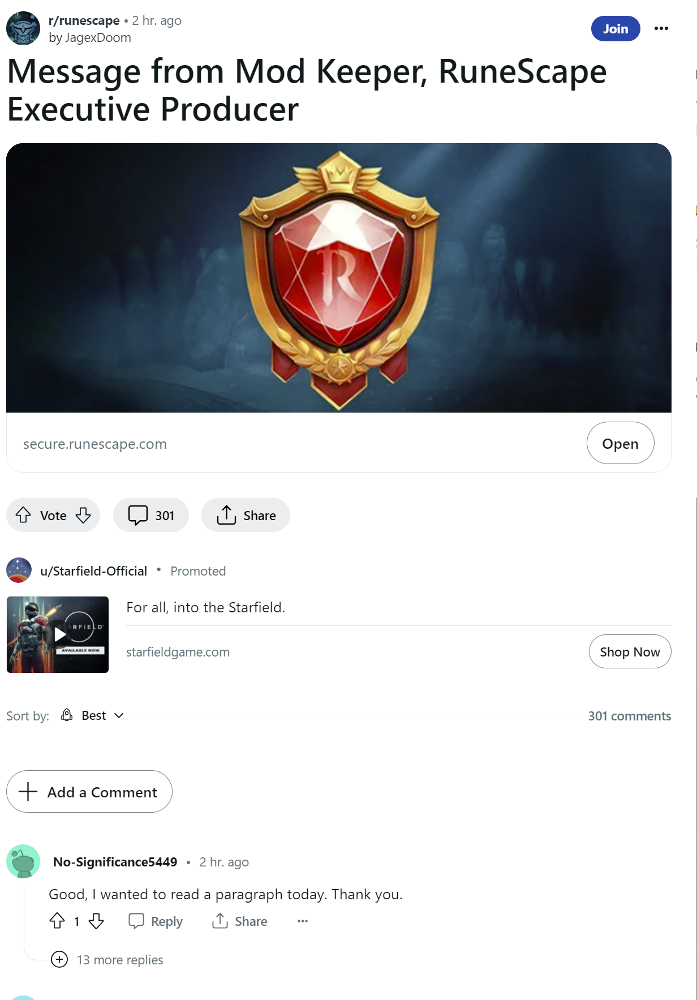 r/runescape • 2 hr. ago
by JagexDoom
Join
Message from Mod Keeper, RuneScape
Executive Producer
R
secure.runescape.com
Open
Vote
301
Share
u/Starfield-Official • Promoted
For all, into the Starfield.
ARFIELD
AVAILABLE NOW
starfieldgame.com
Shop Now
Sort by: Best
301 comments
Add a Comment
No-Significance5449 • 2 hr. ago
Good, I wanted to read a paragraph today. Thank you.
1
Reply
Share
13 more replies